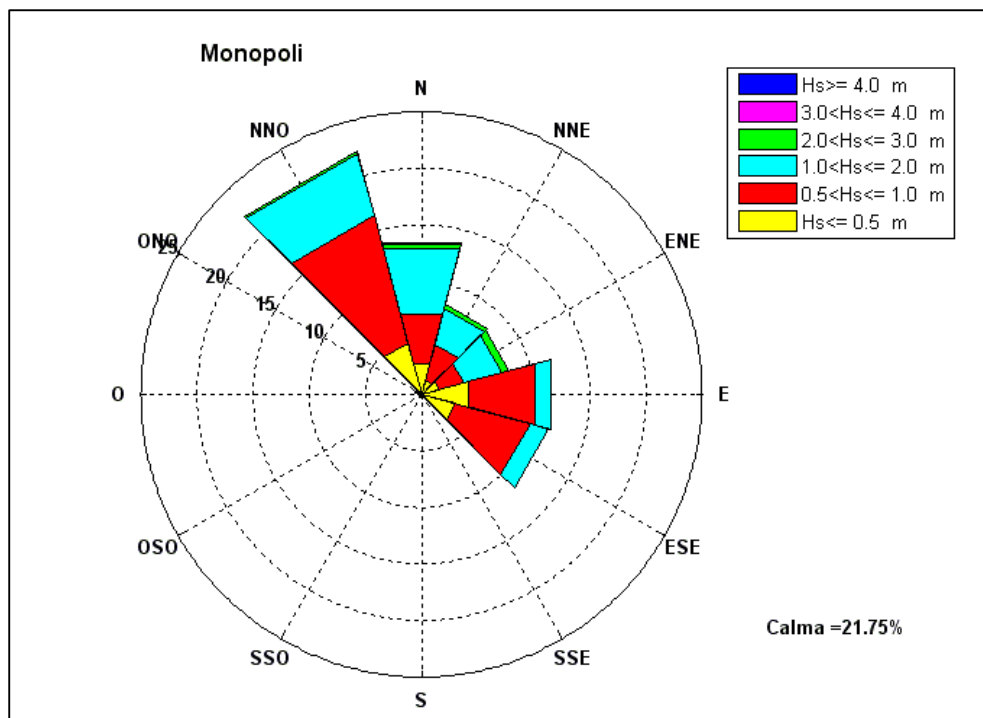 Monopoli
Hs>= 4.0 m
3.0<Hs<= 4.0 m
2.0<Hs<= 3.0 m
1.0<Hs<= 2.0 m
0.5<Hs<= 1.0 m
Hs<= 0.5 m
N
NNO
NNE
ONO
ENE
25
20
15
10
5
O
E
OSO
ESE
SSO
SSE
S
Calma =21.75%